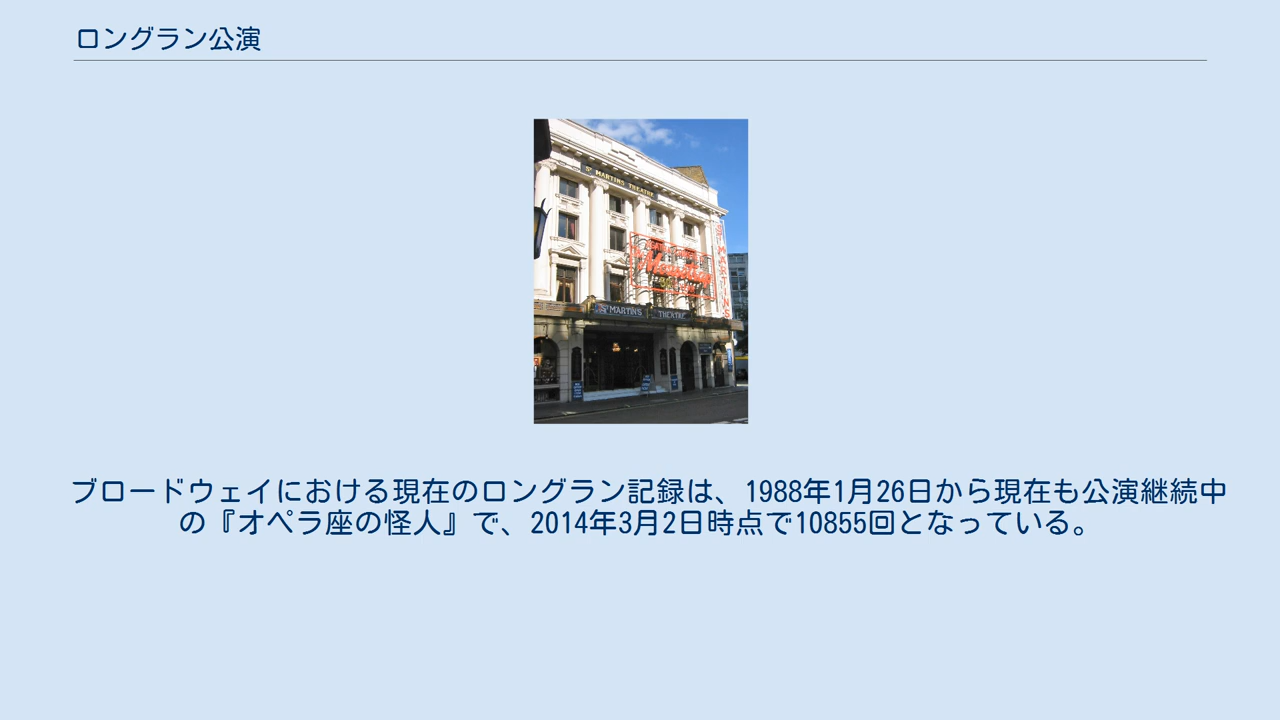 ロングラン公演
ST MARTINS THEATRE
ST MARTINS
ST MARTIN'S THEATRE
ブロードウェイにおける現在のロングラン記録は、1988年1月26日から現在も公演継続中
の『オペラ座の怪人』で、2014年3月2日時点で10855回となっている。